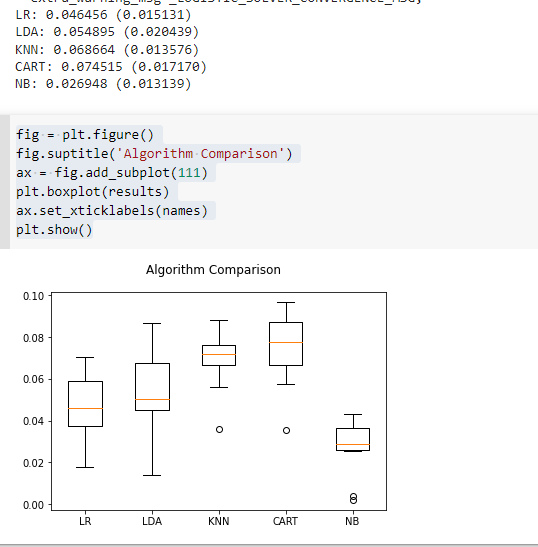 LR: 0.046456 (0.015131)
LDA: 0.054895 (0.020439)
KNN: 0.068664 (0.013576)
CART: 0.074515 (0.017170)
NB: 0.026948 (0.013139)
fig = plt.figure()
fig.suptitle('Algorithm Comparison')
ax = fig.add_subplot(111)
plt.boxplot(results)
ax.set_xticklabels(names)
plt.show()
Algorithm Comparison
0.10
0.08
0.06
0.04
0.02
0.00
LR LDA KNN CART NB